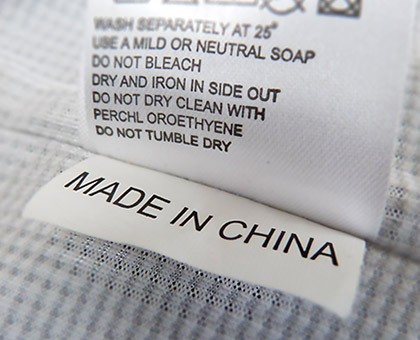 WASH SEPARATELY AT 25°
USE A MILD OR NEUTRAL SOAP
DO NOT BLEACH
DRY AND IRON IN SIDE OUT
DO NOT DRY CLEAN WITH
PERCHL OROETHYENE
DO NOT TUMBLE DRY
MADE IN CHINA